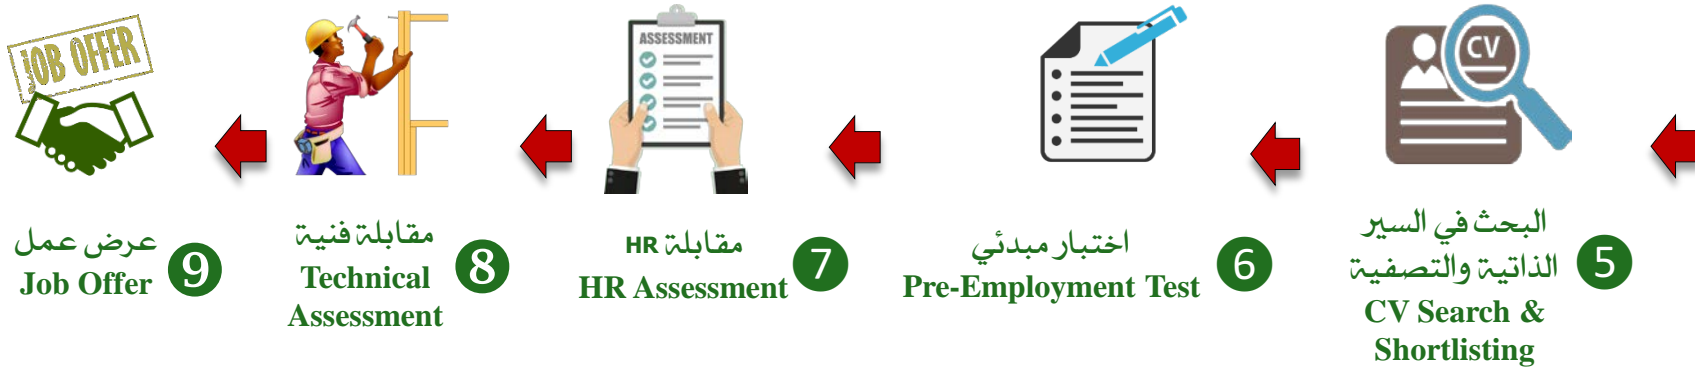 CV
البحث في السير
الذاتية والتصفية
CV Search &
Shortlisting
5
اختبار مبدئي
Pre-Employment Test
6
ASSESSMENT
مقابلة HR
HR Assessment
7
مقابلة فنية
Technical
Assessment
8
JOB OFFER
عرض عمل
Job Offer
9